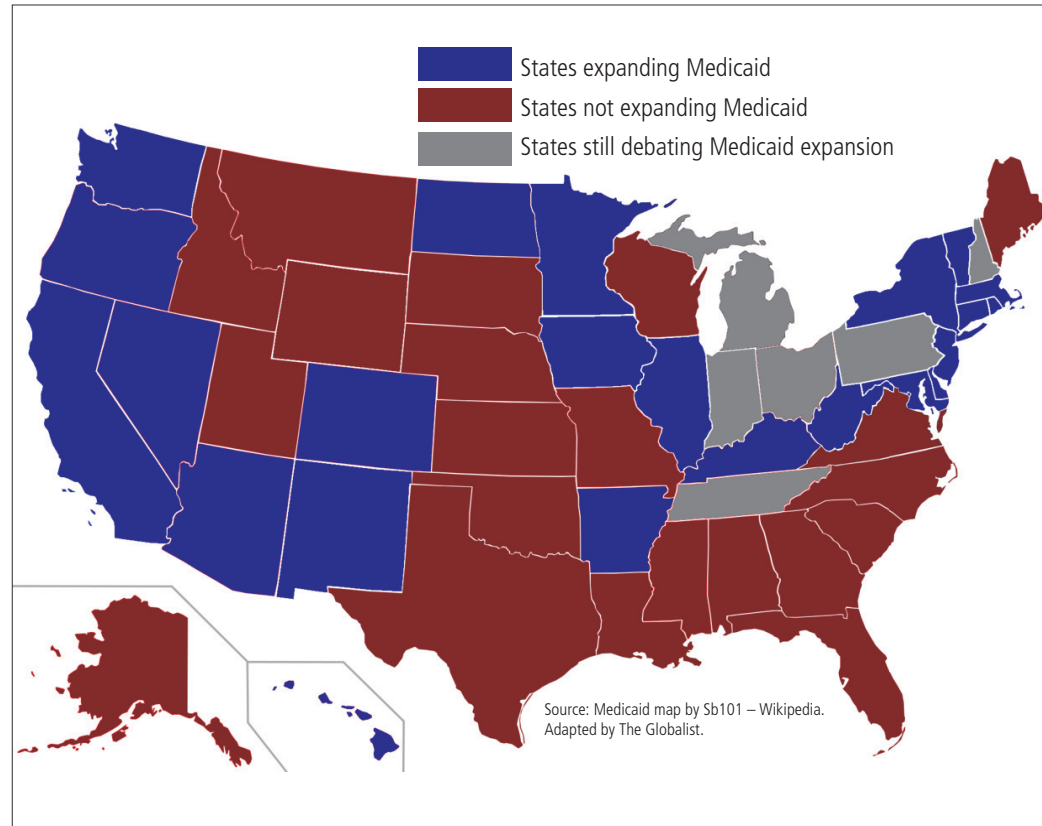 States expanding Medicaid
States not expanding Medicaid
States still debating Medicaid expansion
Source: Medicaid map by Sb101 – Wikipedia.
Adapted by The Globalist.